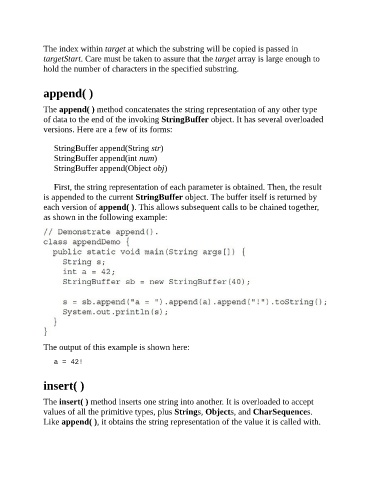 The index within target at which the substring will be copied is passed in
targetStart. Care must be taken to assure that the target array is large enough to
hold the number of characters in the specified substring.
append( )
The append( ) method concatenates the string representation of any other type
of data to the end of the invoking StringBuffer object. It has several overloaded
versions. Here are a few of its forms:
StringBuffer append(String str)
StringBuffer append(int num)
StringBuffer append(Object obj)
First, the string representation of each parameter is obtained. Then, the result
is appended to the current StringBuffer object. The buffer itself is returned by
each version of append( ). This allows subsequent calls to be chained together,
as shown in the following example:
// Demonstrate append().
class appendDemo {
  public static void main(String args[]) {
    String s;
    int a = 42;
    StringBuffer sb = new StringBuffer(40);

    s = sb.append("a = ").append(a).append("!").toString();
    System.out.println(s);
  }
}
The output of this example is shown here:
a = 42!
insert( )
The insert( ) method inserts one string into another. It is overloaded to accept
values of all the primitive types, plus Strings, Objects, and CharSequences.
Like append( ), it obtains the string representation of the value it is called with.